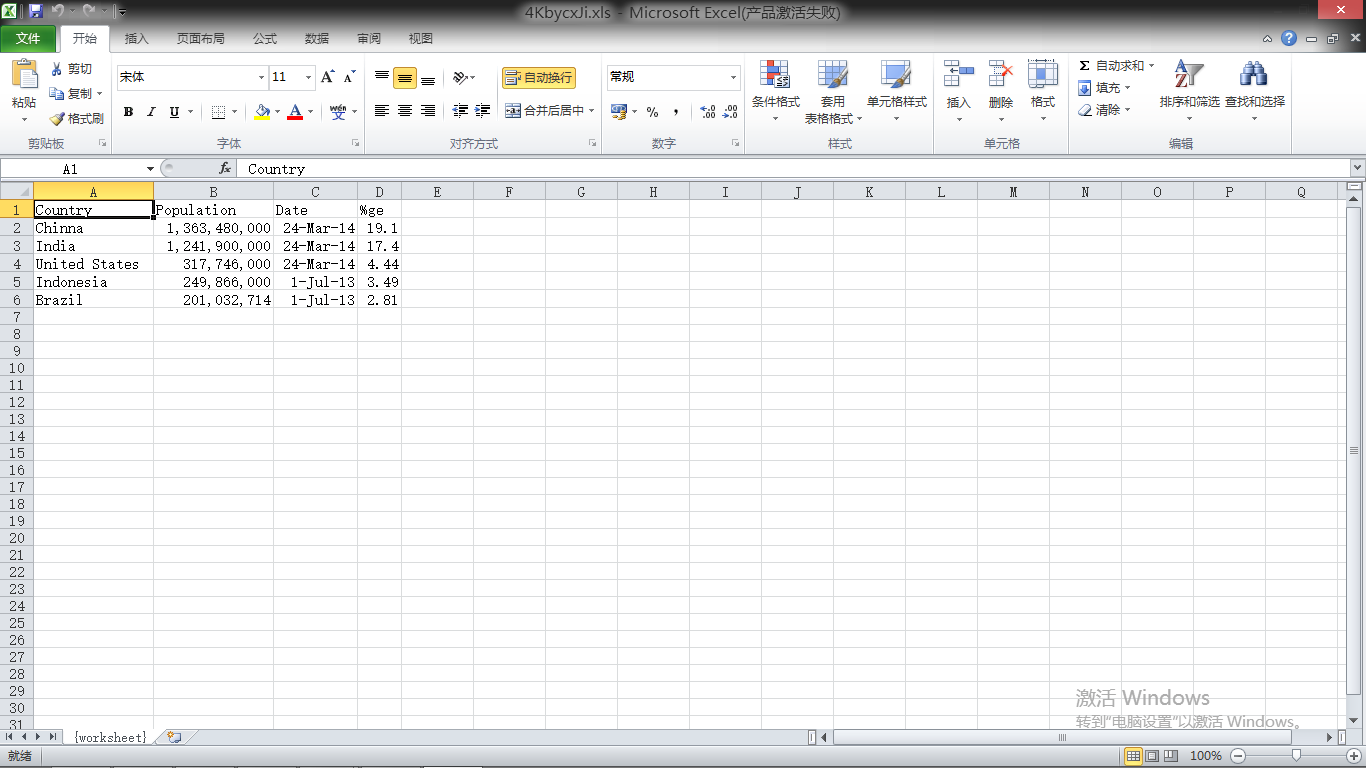 4KbycxJi.xls - Microsoft Excel(产品激活失败)
文件 开始 插入 页面布局 公式 数据 审阅 视图
粘贴 剪切 复制 格式刷 剪贴板
宋体 11 B I U 字体
自动换行 合并后居中 对齐方式
常规 % , 数字
条件格式 套用 表格格式 单元格样式 样式
插入 删除 格式 单元格
Σ 自动求和 填充 清除 排序和筛选 查找和选择 编辑
A1 fx Country
A B C D E F G H I J K L M N O P Q
1 Country Population Date %ge
2 Chinna 1,363,480,000 24-Mar-14 19.1
3 India 1,241,900,000 24-Mar-14 17.4
4 United States 317,746,000 24-Mar-14 4.44
5 Indonesia 249,866,000 1-Jul-13 3.49
6 Brazil 201,032,714 1-Jul-13 2.81
7
8
9
10
11
12
13
14
15
16
17
18
19
20
21
22
23
24
25
26
27
28
29
30
31
激活 Windows
转到"电脑设置"以激活 Windows。
{worksheet}
就绪 100%